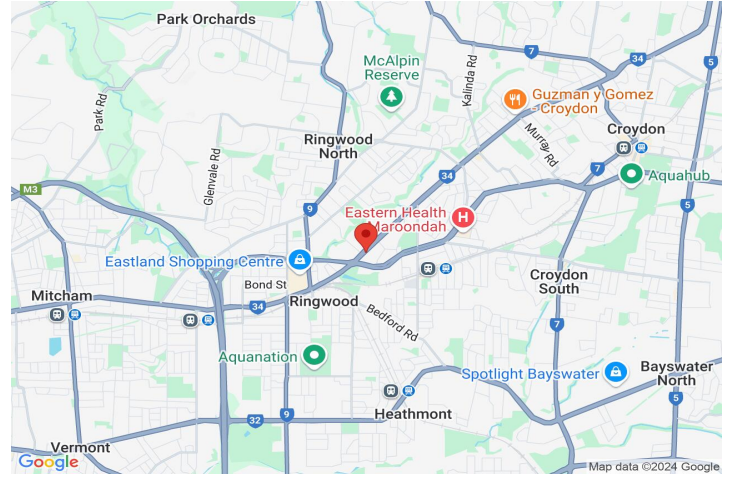 Park Orchards
7
5
McAlpin
Reserve
Kalinda Rd
Guzman y Gomez
- Croydon
Park Rd
Murray Rd
Croydon
Ringwood
North
7
Glenvale Rd
34
Aquahub
M3
9
Eastern Health
Maroondah
H
5
Eastland Shopping Centre
Bond St
Croydon
South
Mitcham
34
Ringwood
Bedford Rd
7
Aquanation
Spotlight Bayswater
Bayswater
North
5
32
9
Heathmont
Vermont
Google
Map data ©2024 Google